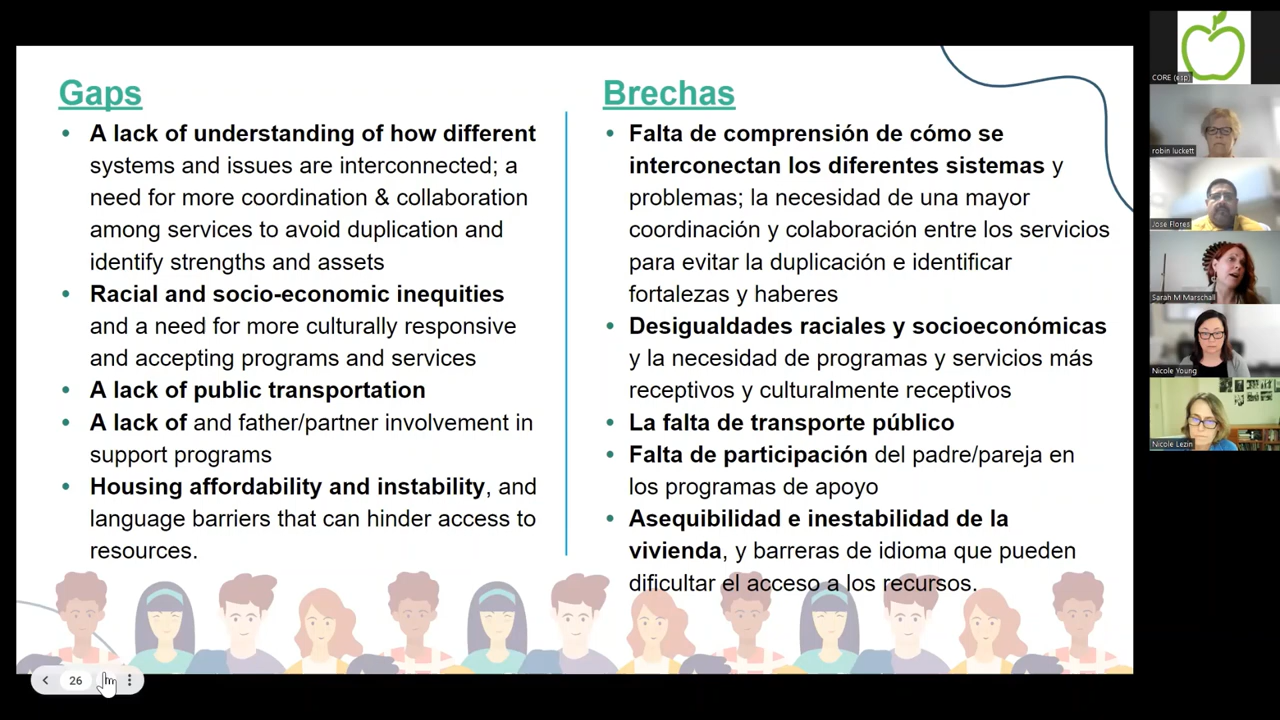 Gaps
A lack of understanding of how different
systems and issues are interconnected; a
need for more coordination & collaboration
among services to avoid duplication and
identify strengths and assets
Racial and socio-economic inequities
and a need for more culturally responsive
and accepting programs and services
A lack of public transportation
A lack of and father/partner involvement in
support programs
Housing affordability and instability, and
language barriers that can hinder access to
resources.
Brechas
Falta de comprensión de cómo se
interconectan los diferentes sistemas y
problemas; la necesidad de una mayor
coordinación y colaboración entre los servicios
para evitar la duplicación e identificar
fortalezas y haberes
Desigualdades raciales y socioeconómicas
y la necesidad de programas y servicios más
receptivos y culturalmente receptivos
La falta de transporte público
Falta de participación del padre/pareja en
los programas de apoyo
Asequibilidad e inestabilidad de la
vivienda, y barreras de idioma que pueden
dificultar el acceso a los recursos.
26
CORE (esp)
robin luckett
Jose Flores
Sarah M Marschall
Nicole Young
Nicole Lezin